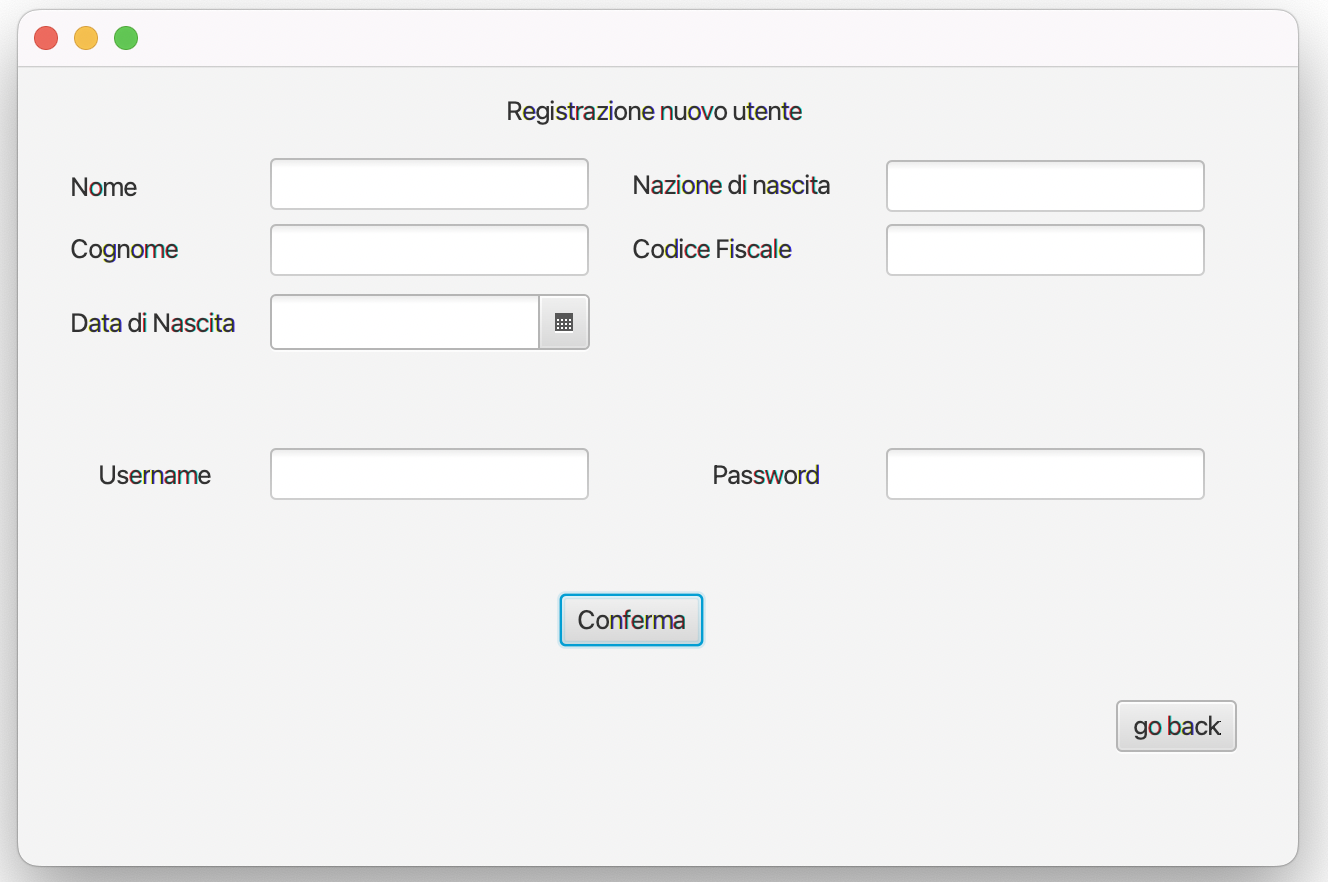 Registrazione nuovo utente
Nome
Nazione di nascita
Cognome
Codice Fiscale
Data di Nascita
Username
Password
Conferma
go back